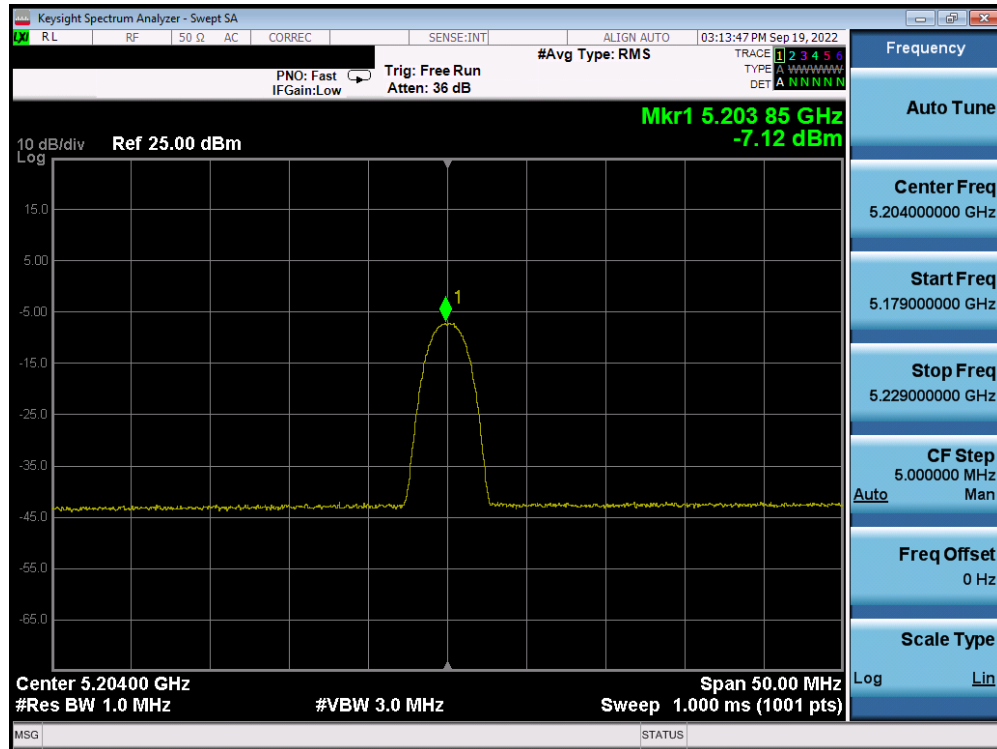 Keysight Spectrum Analyzer - Swept SA
LXI RL RF 50 Ω AC CORREC SENSE:INT ALIGN AUTO 03:13:47 PM Sep 19, 2022
PNO: Fast
IFGain:Low
Trig: Free Run
Atten: 36 dB
#Avg Type: RMS
TRACE 1 2 3 4 5 6
TYPE A WWWWW
DET A N N N N N
Mkr1 5.203 85 GHz
-7.12 dBm
10 dB/div Ref 25.00 dBm
Log
15.0
5.00
-5.00
-15.0
-25.0
-35.0
-45.0
-55.0
-65.0
1
Center 5.20400 GHz Span 50.00 MHz
#Res BW 1.0 MHz #VBW 3.0 MHz Sweep 1.000 ms (1001 pts)
MSG STATUS
Frequency
Auto Tune
Center Freq
5.204000000 GHz
Start Freq
5.179000000 GHz
Stop Freq
5.229000000 GHz
CF Step
5.000000 MHz
Auto Man
Freq Offset
0 Hz
Scale Type
Log Lin